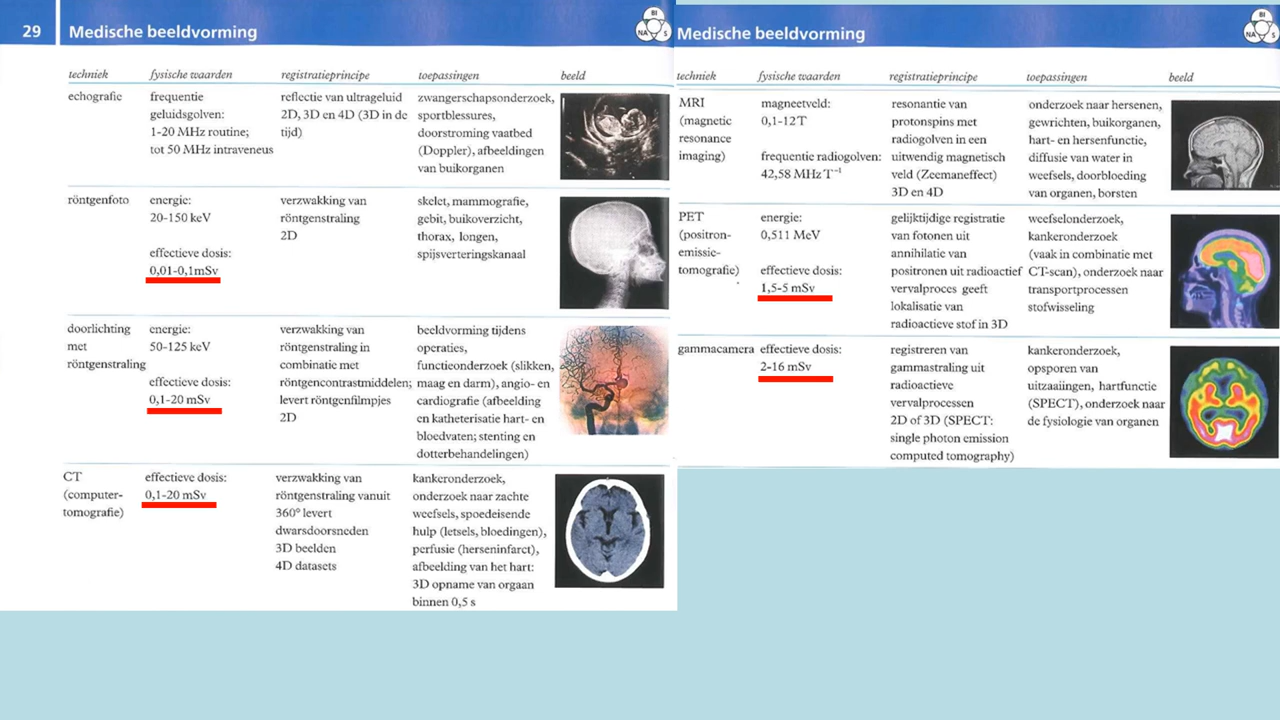 29 Medische beeldvorming
BI
NA S
techniek fysische waarden registratieprincipe toepassingen beeld
echografie frequentie reflectie van ultrageluid zwangerschapsonderzoek,
geluidsgolven: 2D, 3D en 4D (3D in de sportblessures,
1-20 MHz routine; tijd) doorstroming vaatbed
tot 50 MHz intraveneus (Doppler), afbeeldingen
van buikorganen
röntgenfoto energie: verzwakking van skelet, mammografie,
20-150 keV röntgenstraling gebit, buikoverzicht,
2D thorax, longen,
effectieve dosis: spijsverteringskanaal
0,01-0,1mSv
doorlichting energie: verzwakking van beeldvorming tijdens
met 50-125 keV röntgenstraling in operaties,
röntgenstraling combinatie met functieonderzoek (slikken,
effectieve dosis: röntgencontrastmiddelen; maag en darm), angio- en
0,1-20 mSv levert röntgenfilmpjes cardiografie (afbeelding
2D en katheterisatie hart- en
bloedvaten; stenting en
dotterbehandelingen)
CT effectieve dosis: verzwakking van kankeronderzoek,
(computer- 0,1-20 mSv röntgenstraling vanuit onderzoek naar zachte
tomografie) 360° levert weefsels, spoedeisende
dwarsdoorsneden hulp (letsels, bloedingen),
3D beelden perfusie (herseninfarct),
4D datasets afbeelding van het hart:
3D opname van orgaan
binnen 0,5 s
Medische beeldvorming
BI
NA S
techniek fysische waarden registratieprincipe toepassingen beeld
MRI magneetveld: resonantie van onderzoek naar hersenen,
(magnetic 0,1-12 T protonspins met gewrichten, buikorganen,
resonance radiogolven in een hart- en hersenfunctie,
imaging) frequentie radiogolven: uitwendig magnetisch diffusie van water in
42,58 MHz T⁻¹ veld (Zeemaneffect) weefsels, doorbloeding
3D en 4D van organen, borsten
PET energie: gelijktijdige registratie weefselonderzoek,
(positron- 0,511 MeV van fotonen uit kankeronderzoek
emissie- annihilatie van (vaak in combinatie met
tomografie) effectieve dosis: positronen uit radioactief CT-scan), onderzoek naar
1,5-5 mSv vervalproces geeft transportprocessen
lokalisatie van stofwisseling
radioactieve stof in 3D
gammacamera effectieve dosis: registreren van kankeronderzoek,
2-16 mSv gammastraling uit opsporen van
radioactieve uitzaaiingen, hartfunctie
vervalprocessen (SPECT), onderzoek naar
2D of 3D (SPECT: de fysiologie van organen
single photon emission
computed tomography)